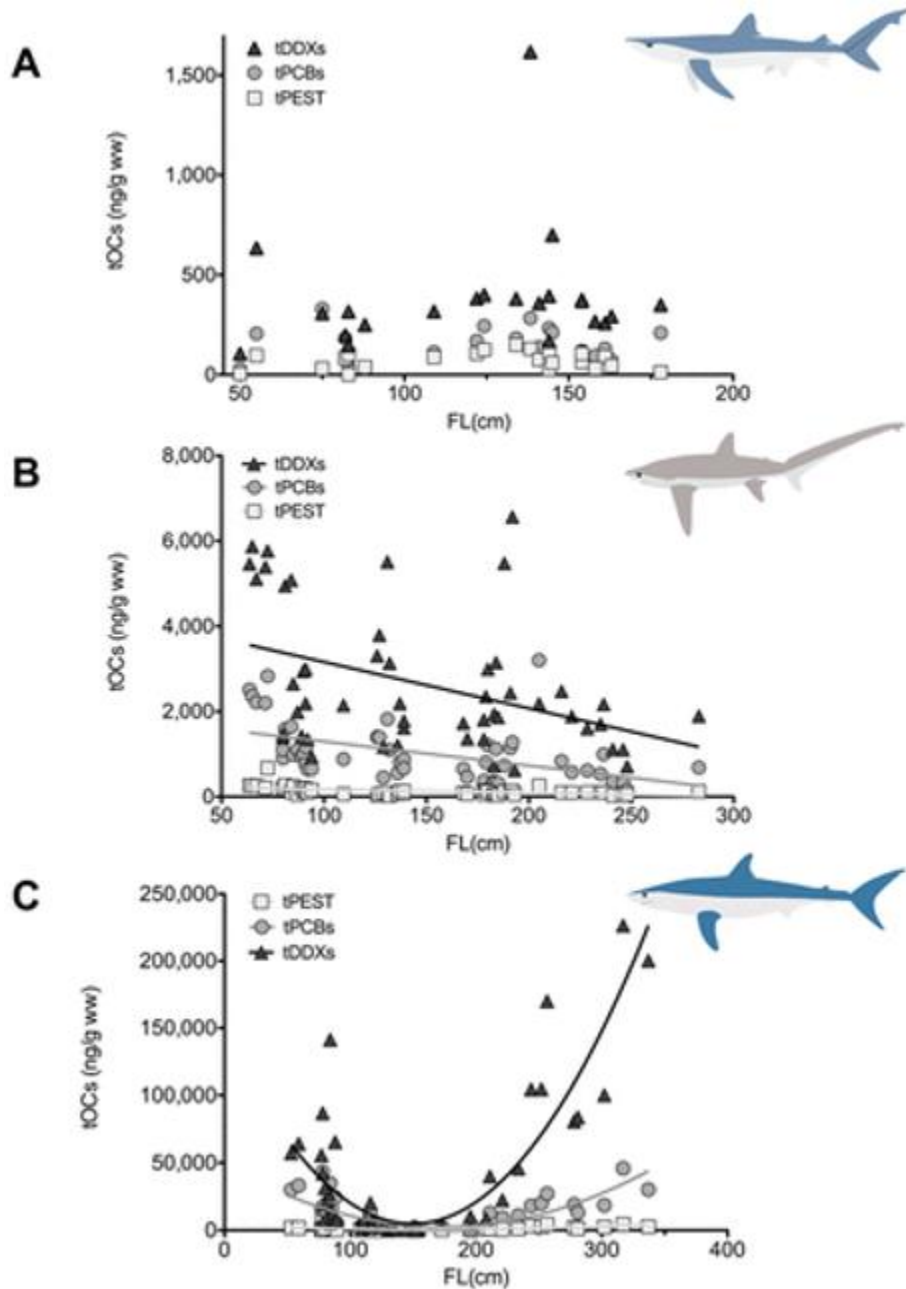 A
tDDXs
tPCBs
tPEST
tOCs (ng/g ww)
1,500
1,000
500
0
50 100 150 200
FL(cm)
B
tDDXs
tPCBs
tPEST
tOCs (ng/g ww)
8,000
6,000
4,000
2,000
0
50 100 150 200 250 300
FL(cm)
C
tPEST
tPCBs
tDDXs
tOCs (ng/g ww)
250,000
200,000
150,000
100,000
50,000
0
0 100 200 300 400
FL(cm)